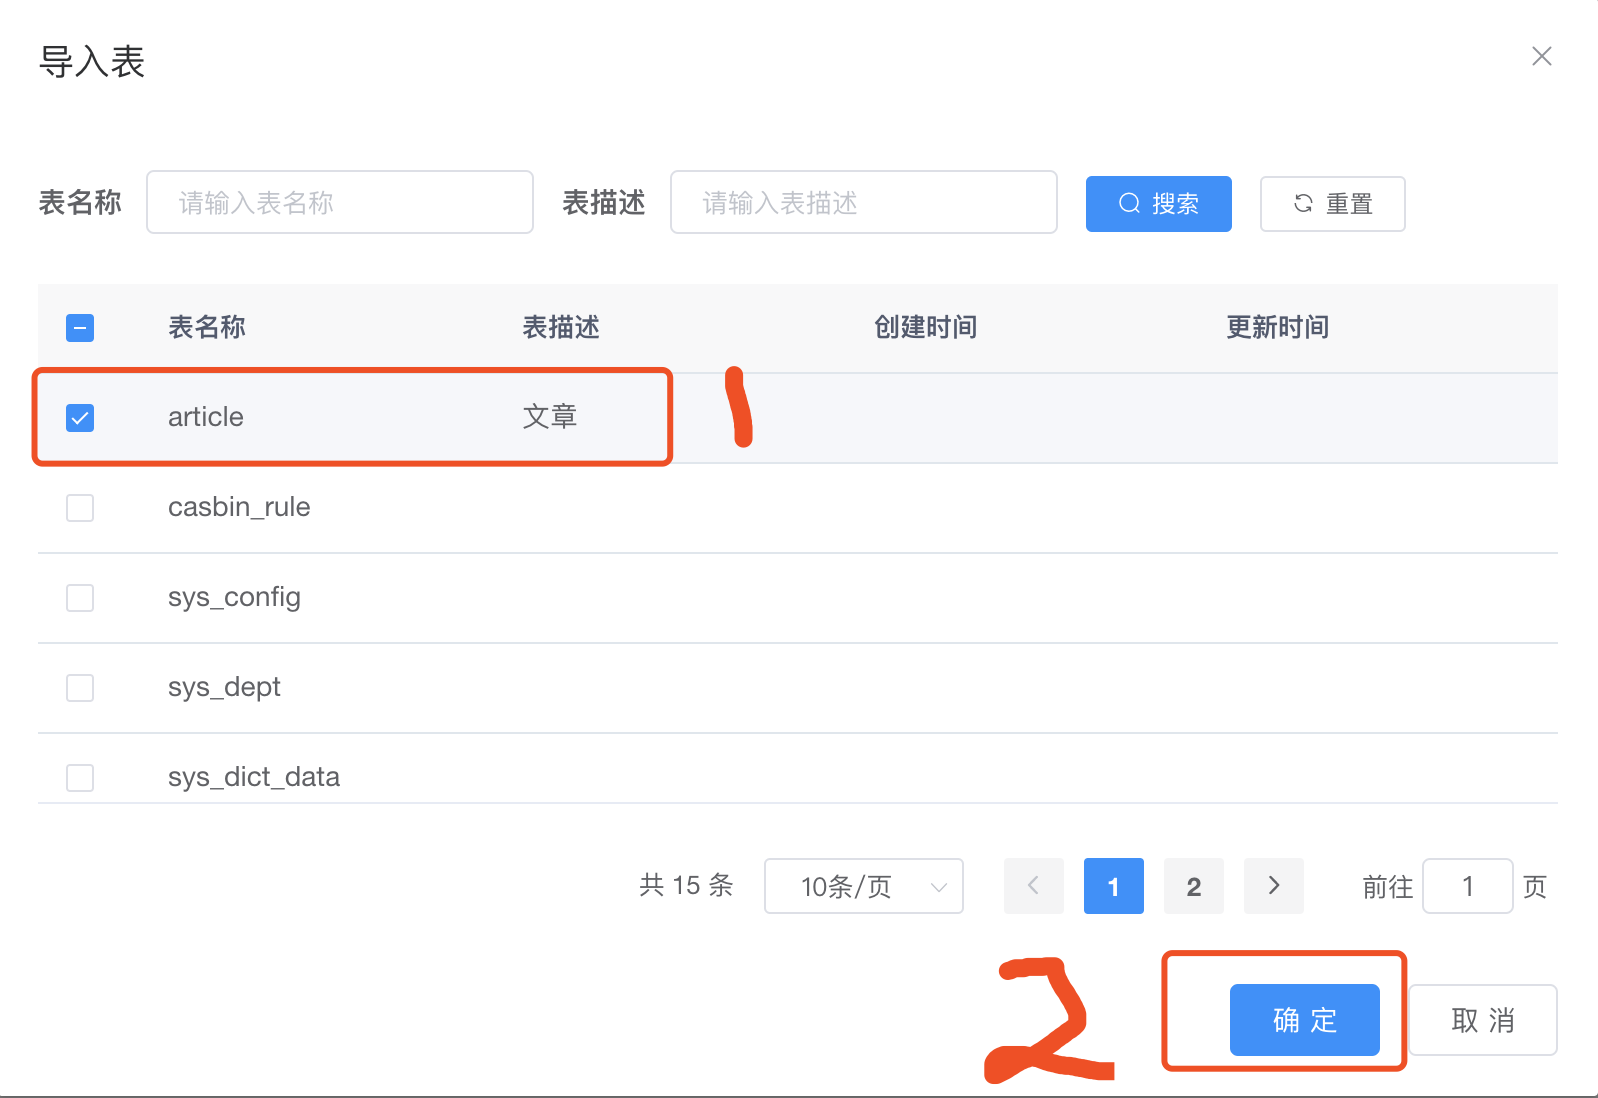 导入表
表名称 请输入表名称 表描述 请输入表描述 搜索 重置
表名称 表描述 创建时间 更新时间
article 文章 1
casbin_rule
sys_config
sys_dept
sys_dict_data
共 15 条 10条/页 1 2 前往 1 页
2 确 定 取 消